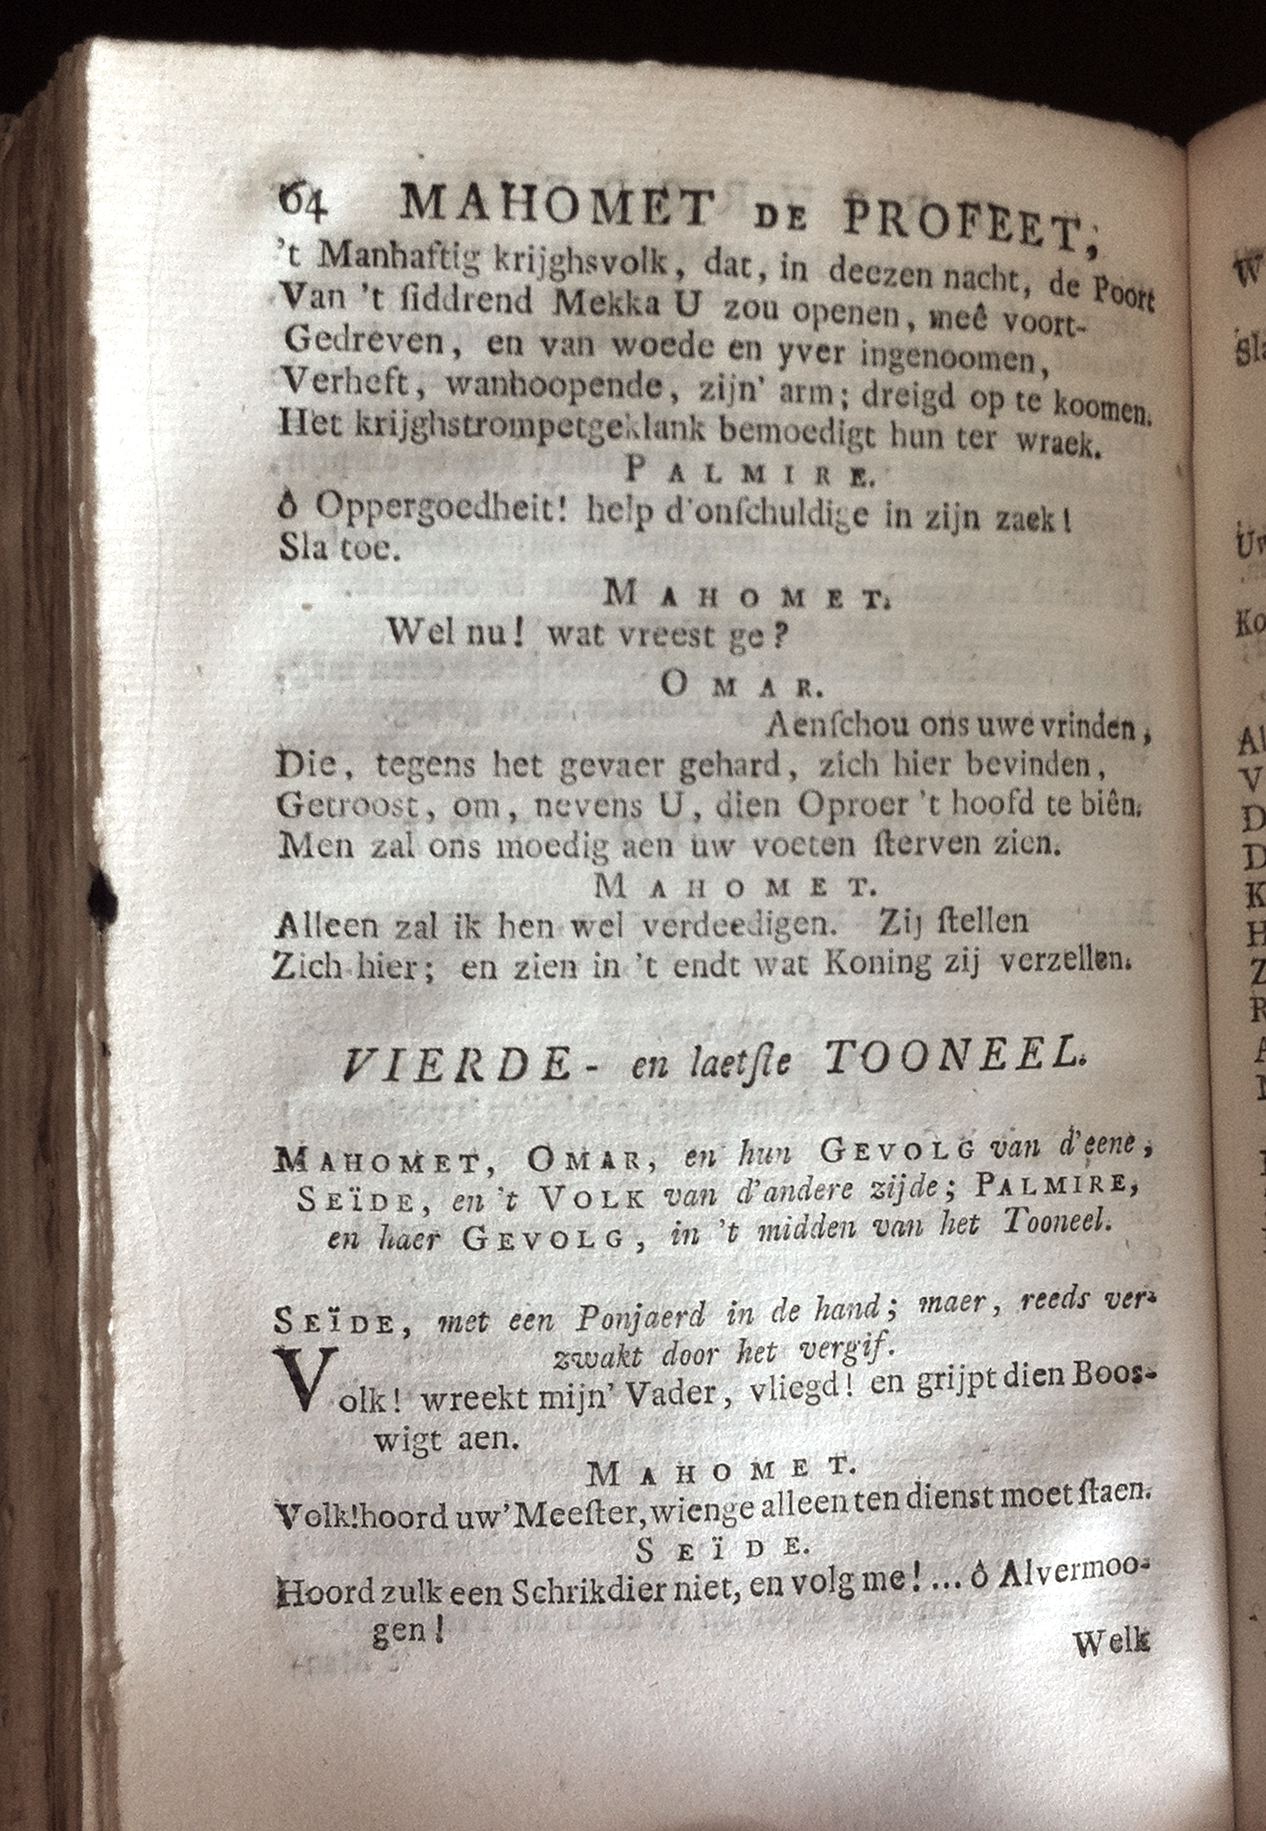 64 MAHOMET DE PROFEET,
't Manhaftig krijghsvolk, dat, in deezen nacht, de Poort
Van 't ſiddrend Mekka U zou openen, meê voort-
Gedreven, en van woede en yver ingenoomen,
Verheft, wanhoopende, zijn' arm; dreigd op te koomen.
Het krijghstrompetgeklank bemoedigt hun ter wraek.
PALMIRE.
ô Oppergoedheit! help d'onſchuldige in zijn zaek!
Sla toe.
MAHOMET.
Wel nu! wat vreest ge?
OMAR.
Aenſchou ons uwe vrinden,
Die, tegens het gevaer gehard, zich hier bevinden,
Getroost, om, nevens U, dien Oproer 't hoofd te biên.
Men zal ons moedig aen uw voeten ſterven zien.
MAHOMET.
Alleen zal ik hen wel verdeedigen. Zij ſtellen
Zich hier; en zien in 't endt wat Koning zij verzellen.
VIERDE- en laetſte TOONEEL.
MAHOMET, OMAR, en hun GEVOLG van d'eene,
SEÏDE, en 't VOLK van d'andere zijde; PALMIRE,
en haer GEVOLG, in 't midden van het Tooneel.
SEÏDE, met een Ponjaerd in de hand; maer, reeds ver-
zwakt door het vergif.
Volk! wreekt mijn' Vader, vliegd! en grijpt dien Boos-
wigt aen.
MAHOMET.
Volk! hoord uw' Meeſter, wien ge alleen ten dienst moet ſtaen.
SEÏDE.
Hoord zulk een Schrikdier niet, en volg me! ... ô Alvermoo-
gen!
Welk